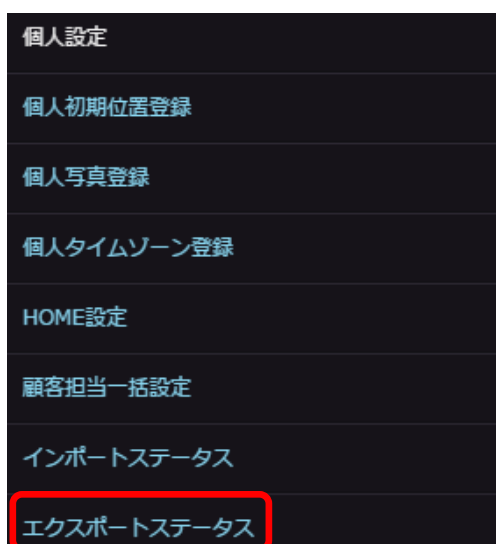 個人設定
個人初期位置登録
個人写真登録
個人タイムゾーン登録
HOME設定
顧客担当一括設定
インポートステータス
エクスポートステータス